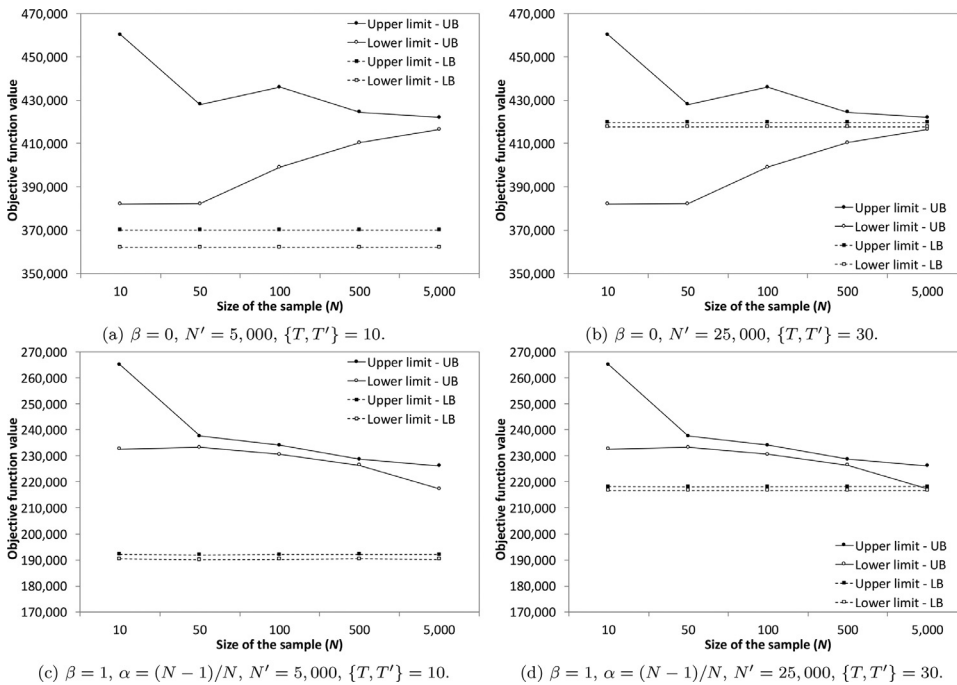 470,000
450,000
430,000
410,000
390,000
370,000
350,000
Objective function value
Upper limit - UB
Lower limit - UB
Upper limit - LB
Lower limit - LB
10 50 100 500 5,000
Size of the sample (N)
(a) β = 0, N′ = 5, 000, {T, T′} = 10.
470,000
450,000
430,000
410,000
390,000
370,000
350,000
Objective function value
Upper limit - UB
Lower limit - UB
Upper limit - LB
Lower limit - LB
10 50 100 500 5,000
Size of the sample (N)
(b) β = 0, N′ = 25, 000, {T, T′} = 30.
270,000
260,000
250,000
240,000
230,000
220,000
210,000
200,000
190,000
180,000
170,000
Objective function value
Upper limit - UB
Lower limit - UB
Upper limit - LB
Lower limit - LB
10 50 100 500 5,000
Size of the sample (N)
(c) β = 1, α = (N − 1)/N, N′ = 5, 000, {T, T′} = 10.
270,000
260,000
250,000
240,000
230,000
220,000
210,000
200,000
190,000
180,000
170,000
Objective function value
Upper limit - UB
Lower limit - UB
Upper limit - LB
Lower limit - LB
10 50 100 500 5,000
Size of the sample (N)
(d) β = 1, α = (N − 1)/N, N′ = 25, 000, {T, T′} = 30.